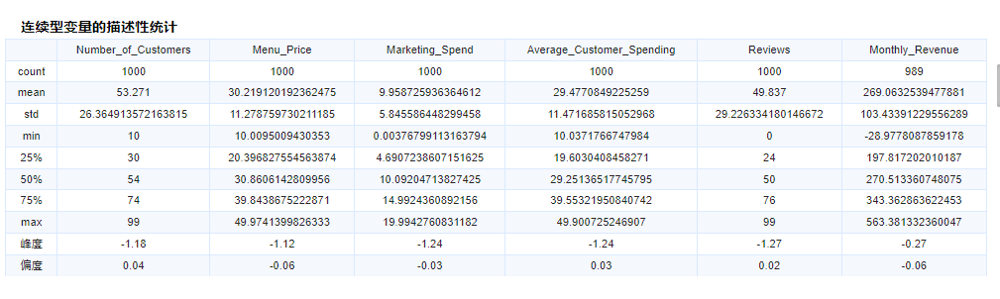 连续型变量的描述性统计
Number_of_Customers Menu_Price Marketing_Spend Average_Customer_Spending Reviews Monthly_Revenue
count 1000 1000 1000 1000 1000 989
mean 53.271 30.219120192362475 9.958725936364612 29.4770849225259 49.837 269.0632539477881
std 26.364913572163815 11.278759730211185 5.845586448299458 11.471685815052968 29.226334180146672 103.43391229556289
min 10 10.0095009430353 0.00376799113163794 10.0371766747984 0 -28.9778087859178
25% 30 20.396827554563874 4.6907238607151625 19.6030408458271 24 197.817202010187
50% 54 30.8606142809956 10.09204713827425 29.25136517745795 50 270.513360748075
75% 74 39.8438675222871 14.9924360892156 39.55321950840742 76 343.362863622453
max 99 49.9741399826333 19.9942760831182 49.900725246907 99 563.381332360047
峰度 -1.18 -1.12 -1.24 -1.24 -1.27 -0.27
偏度 0.04 -0.06 -0.03 0.03 0.02 -0.06